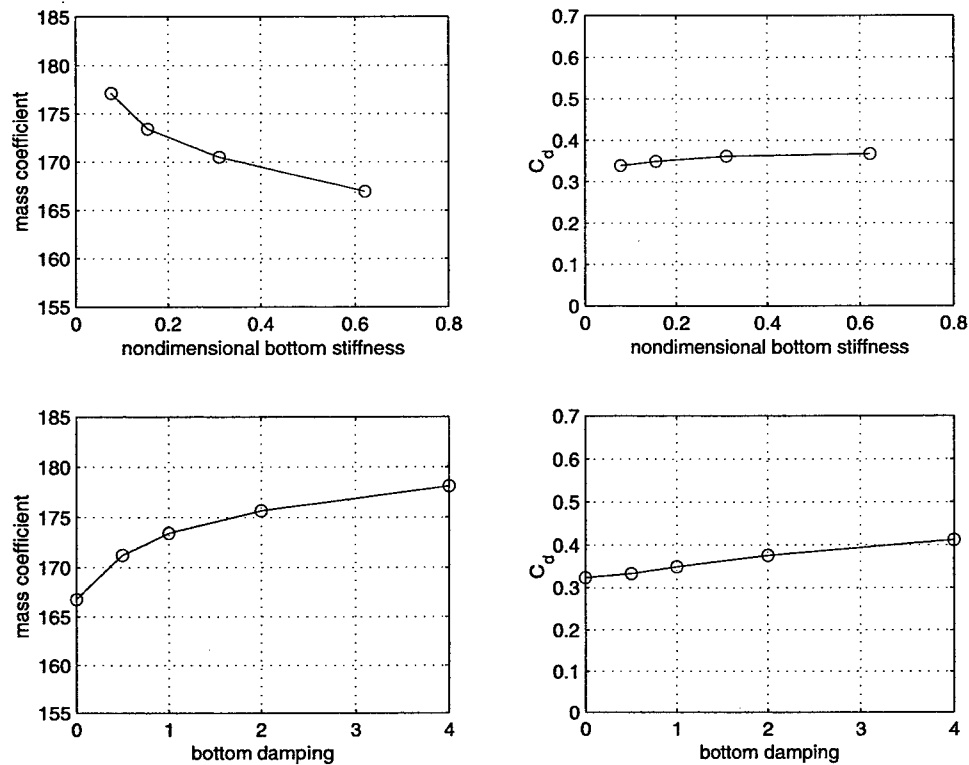 185
180
175
170
165
160
155
mass coefficient
0 0.2 0.4 0.6 0.8
nondimensional bottom stiffness
0.7
0.6
0.5
0.4
0.3
0.2
0.1
0
C_d
0 0.2 0.4 0.6 0.8
nondimensional bottom stiffness
185
180
175
170
165
160
155
mass coefficient
0 1 2 3 4
bottom damping
0.7
0.6
0.5
0.4
0.3
0.2
0.1
0
C_d
0 1 2 3 4
bottom damping